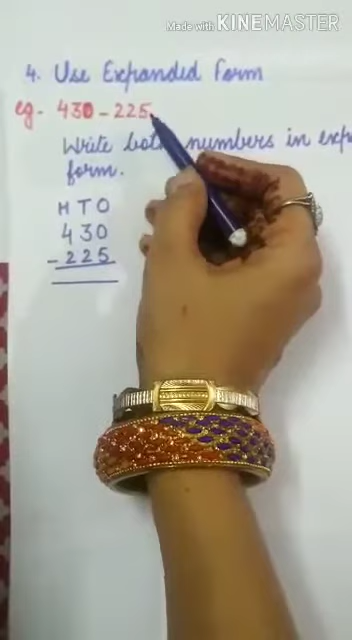 Made with KINEMASTER
4. Use Expanded Form
eg. 430-225
Write both numbers in
form.
H T O
4 3 0
- 2 2 5